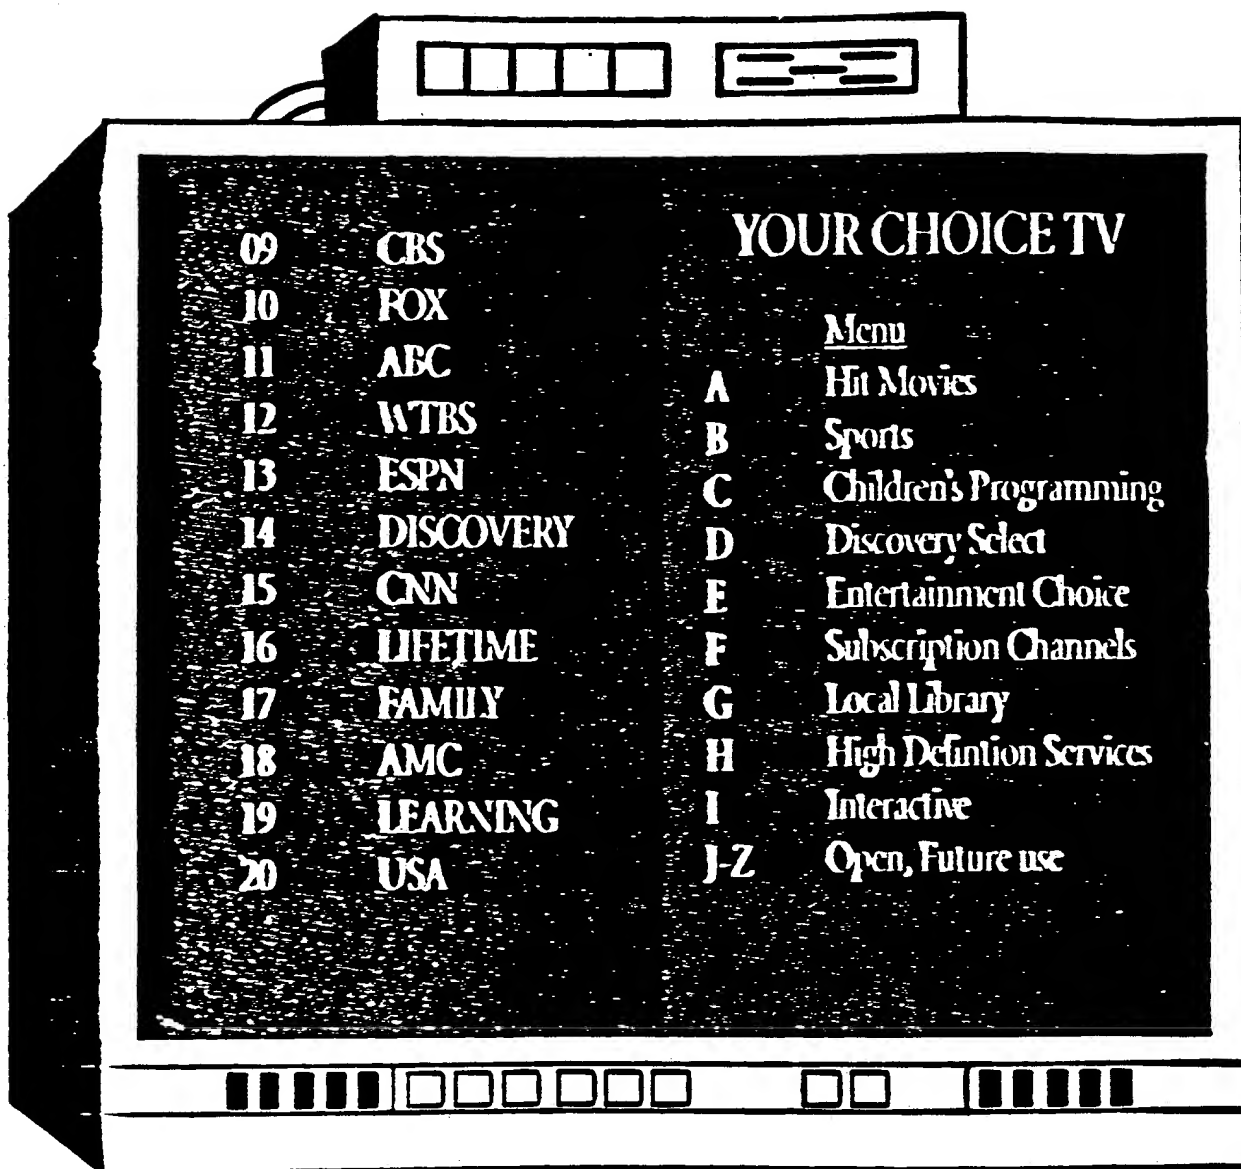 09 CBS
10 FOX
11 ABC
12 WTBS
13 ESPN
14 DISCOVERY
15 CNN
16 LIFETIME
17 FAMILY
18 AMC
19 LEARNING
20 USA
YOUR CHOICE TV
Menu
A Hit Movies
B Sports
C Children's Programming
D Discovery Select
E Entertainment Choice
F Subscription Channels
G Local Library
H High Defintion Services
I Interactive
J-Z Open, Future use